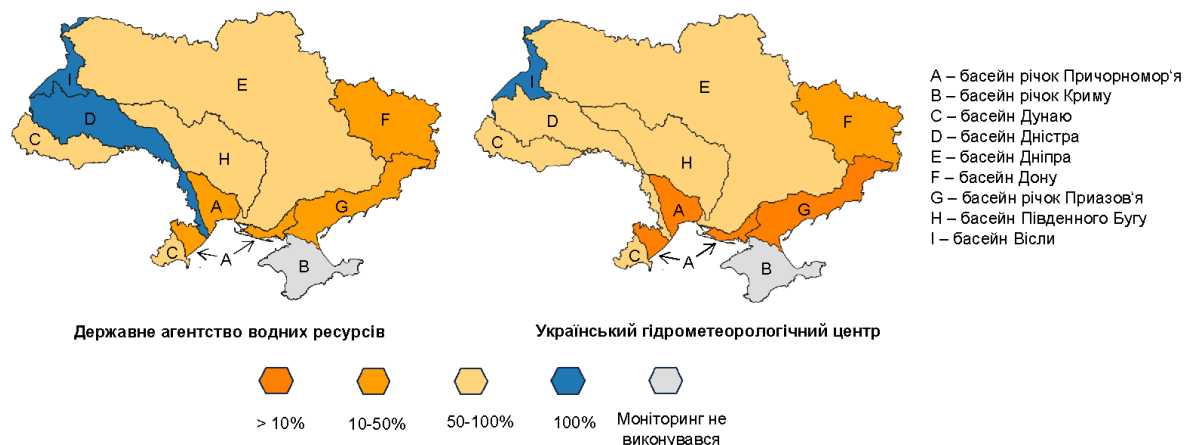 I
E
D
C
F
H
A
G
C
A
B
I
E
D
C
F
H
A
G
C
A
B
A – басейн річок Причорномор‘я
B – басейн річок Криму
C – басейн Дунаю
D – басейн Дністра
E – басейн Дніпра
F – басейн Дону
G – басейн річок Приазов‘я
H – басейн Південного Бугу
I – басейн Вісли
Державне агентство водних ресурсів
Український гідрометеорологічний центр
> 10%
10-50%
50-100%
100%
Моніторинг не
виконувався